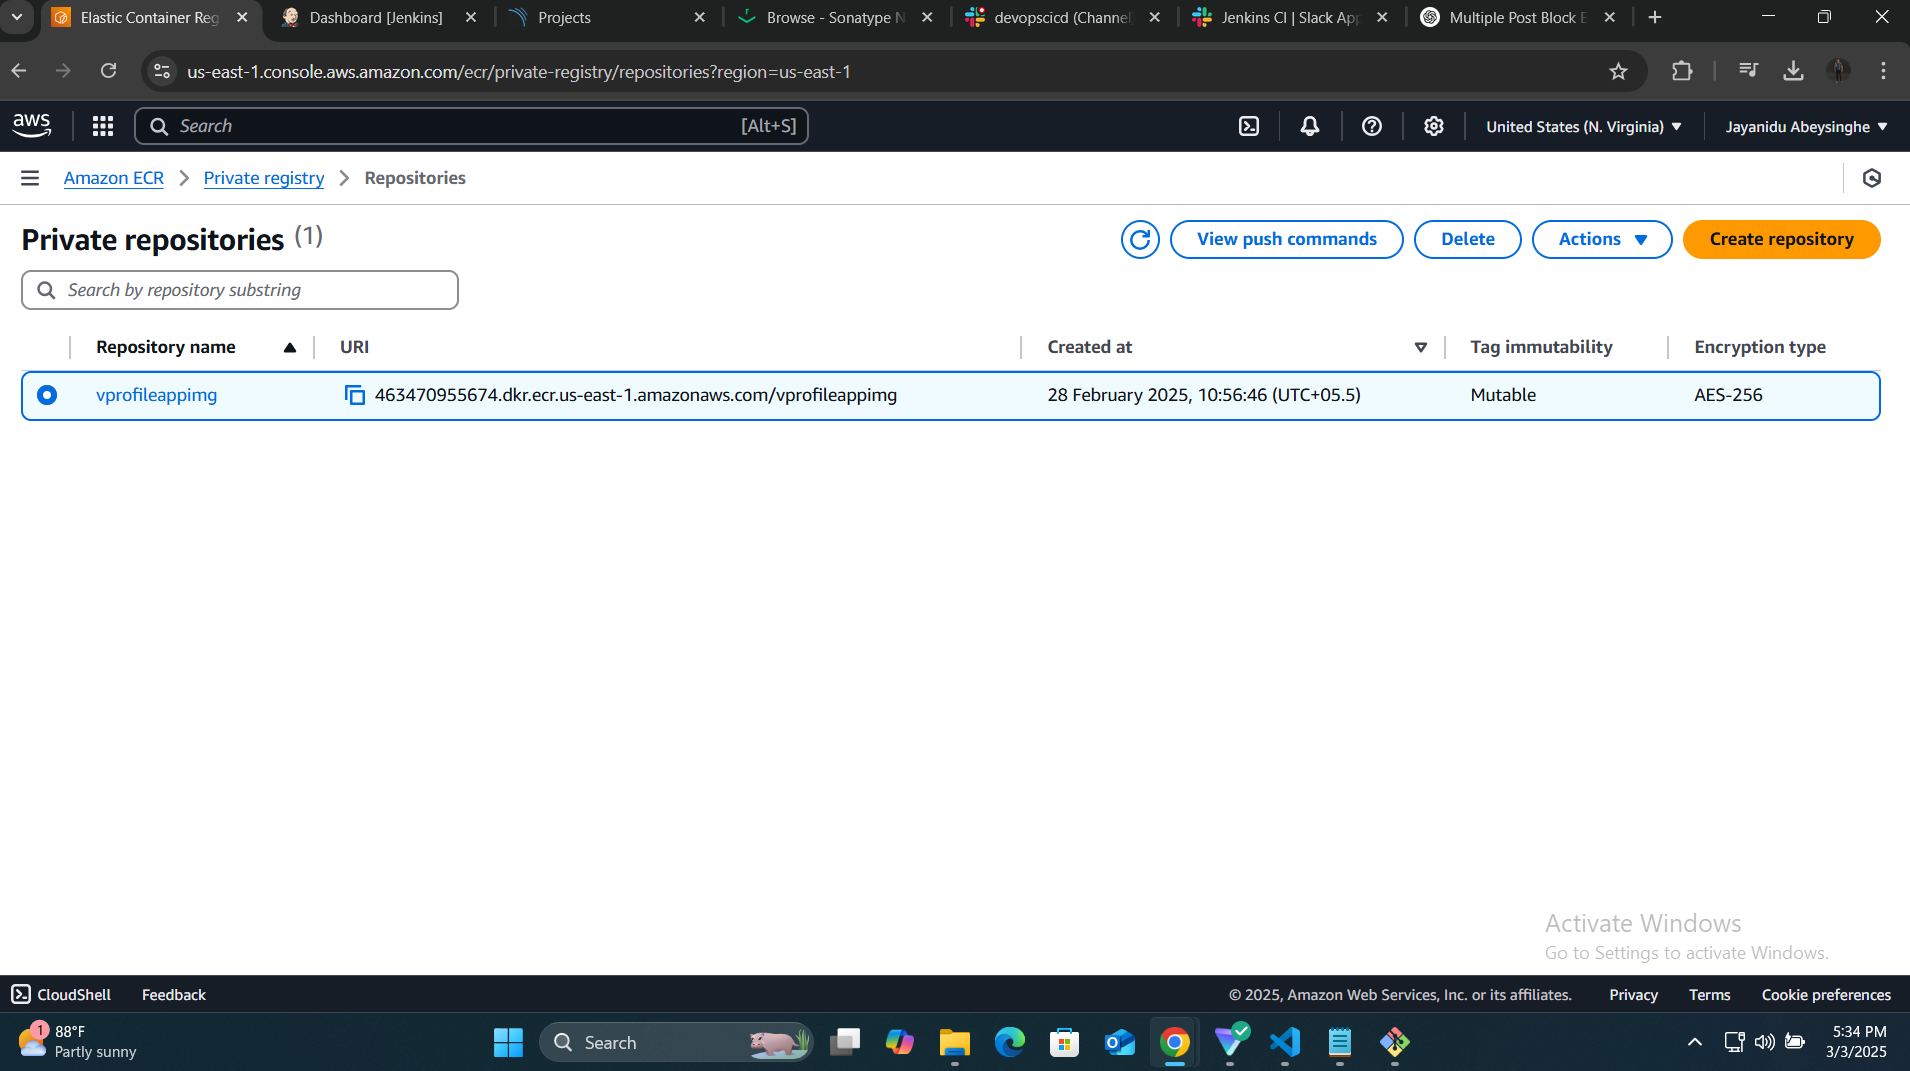 Elastic Container Reg
Dashboard [Jenkins]
Projects
Browse - Sonatype N
devopscicd (Channel
Jenkins CI | Slack App
Multiple Post Block E
us-east-1.console.aws.amazon.com/ecr/private-registry/repositories?region=us-east-1
aws
Search
[Alt+S]
United States (N. Virginia)
Jayanidu Abeysinghe
Amazon ECR
Private registry
Repositories
Private repositories (1)
View push commands
Delete
Actions
Create repository
Search by repository substring
Repository name
URI
Created at
Tag immutability
Encryption type
vprofileappimg
463470955674.dkr.ecr.us-east-1.amazonaws.com/vprofileappimg
28 February 2025, 10:56:46 (UTC+05.5)
Mutable
AES-256
Activate Windows
Go to Settings to activate Windows.
CloudShell
Feedback
© 2025, Amazon Web Services, Inc. or its affiliates.
Privacy
Terms
Cookie preferences
1
88°F
Partly sunny
Search
5:34 PM
3/3/2025